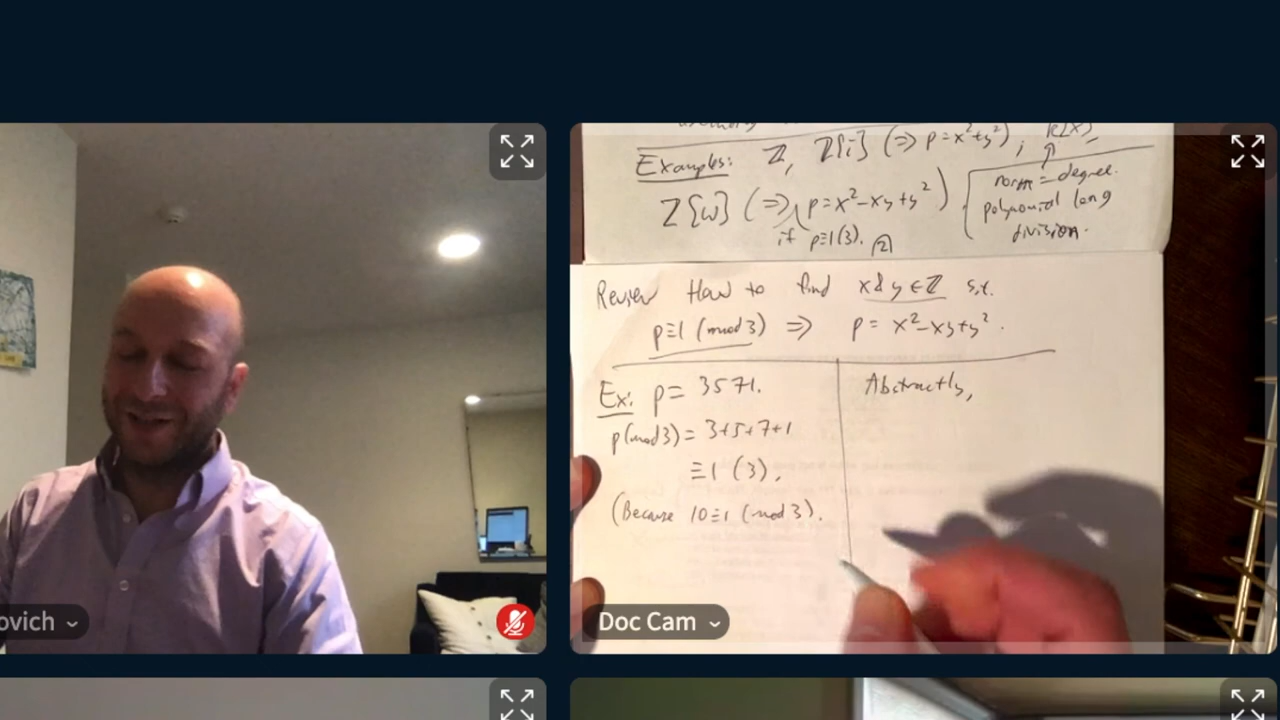 Examples: ℤ, ℤ[i] (⇒ p=x²+y²), k[x],
norm = degree.
polynomial long
division.
ℤ[ω] (⇒ p=x²-xy+y²)
if p≡1(3).
2
Review How to find x & y ∈ ℤ s.t.
p≡1 (mod 3) ⇒ p = x²-xy+y².
Ex: p = 3571.
p(mod 3) = 3+5+7+1
≡1 (3).
(Because 10≡1 (mod 3).
Abstractly,
ovich
Doc Cam